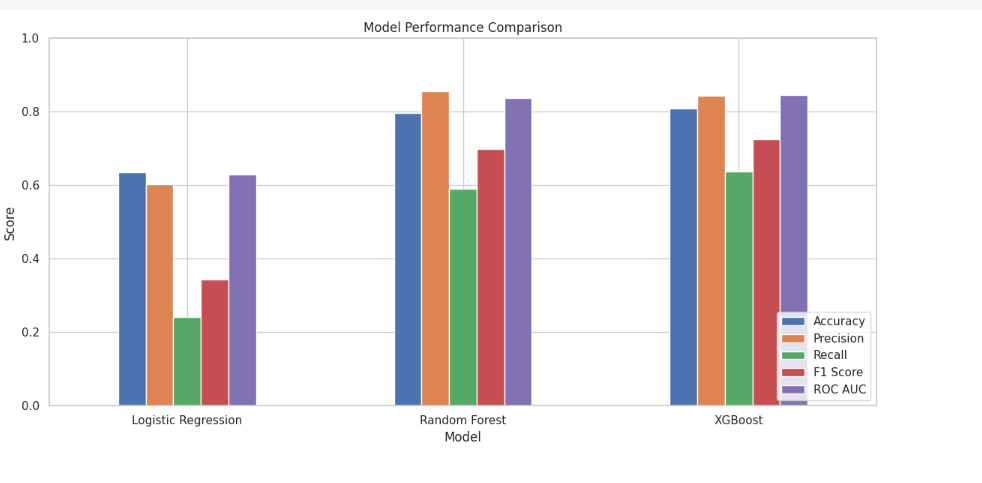 Model Performance Comparison
1.0
0.8
0.6
0.4
0.2
0.0
Score
Accuracy
Precision
Recall
F1 Score
ROC AUC
Logistic Regression
Random Forest
XGBoost
Model